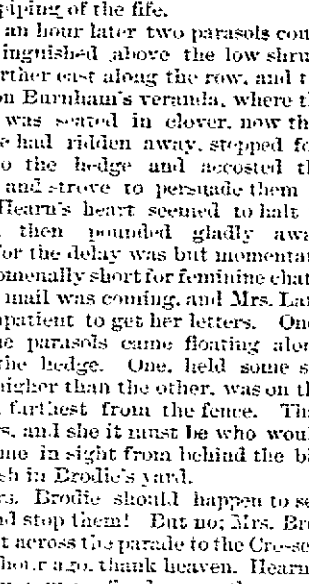 piping of the fife.
an hour later two parasols cou
inguished above the low shru
rther east along the row, and t
on Burnham's veranda, where t
was seated in clover, now th
e had ridden away, stepped fo
o the hedge and accosted th
and strove to persuade them
Hearn's heart seemed to halt
then pounded gladly awa
for the delay was but momentar
omenally short for feminine chat
mail was coming, and Mrs. Lan
patient to get her letters. On
e parasols came floating alon
the hedge. One, held some s
higher than the other, was on th
farthest from the fence. Th
s, and she it must be who woul
me in sight from behind the b
sh in Brodie's yard.
rs. Brodie should happen to se
nd stop them! But no; Mrs. Br
t across the parade to the Cro-se
hour ago, thank heaven. Hearn